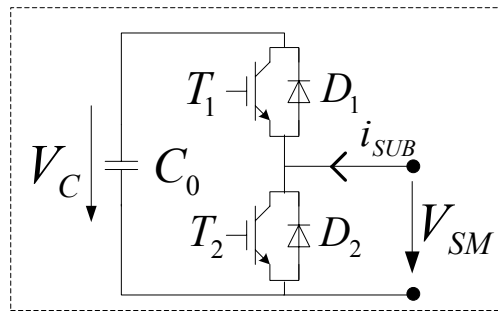 T₁ D₁
i_SUB
V_C C₀
T₂ D₂ V_SM